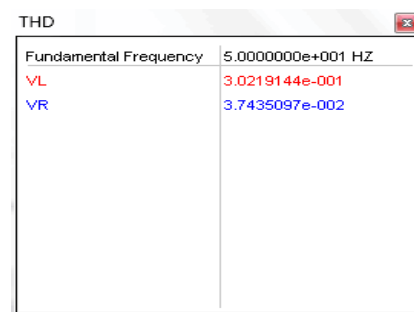 THD
Fundamental Frequency 5.0000000e+001 HZ
VL 3.0219144e-001
VR 3.7435097e-002